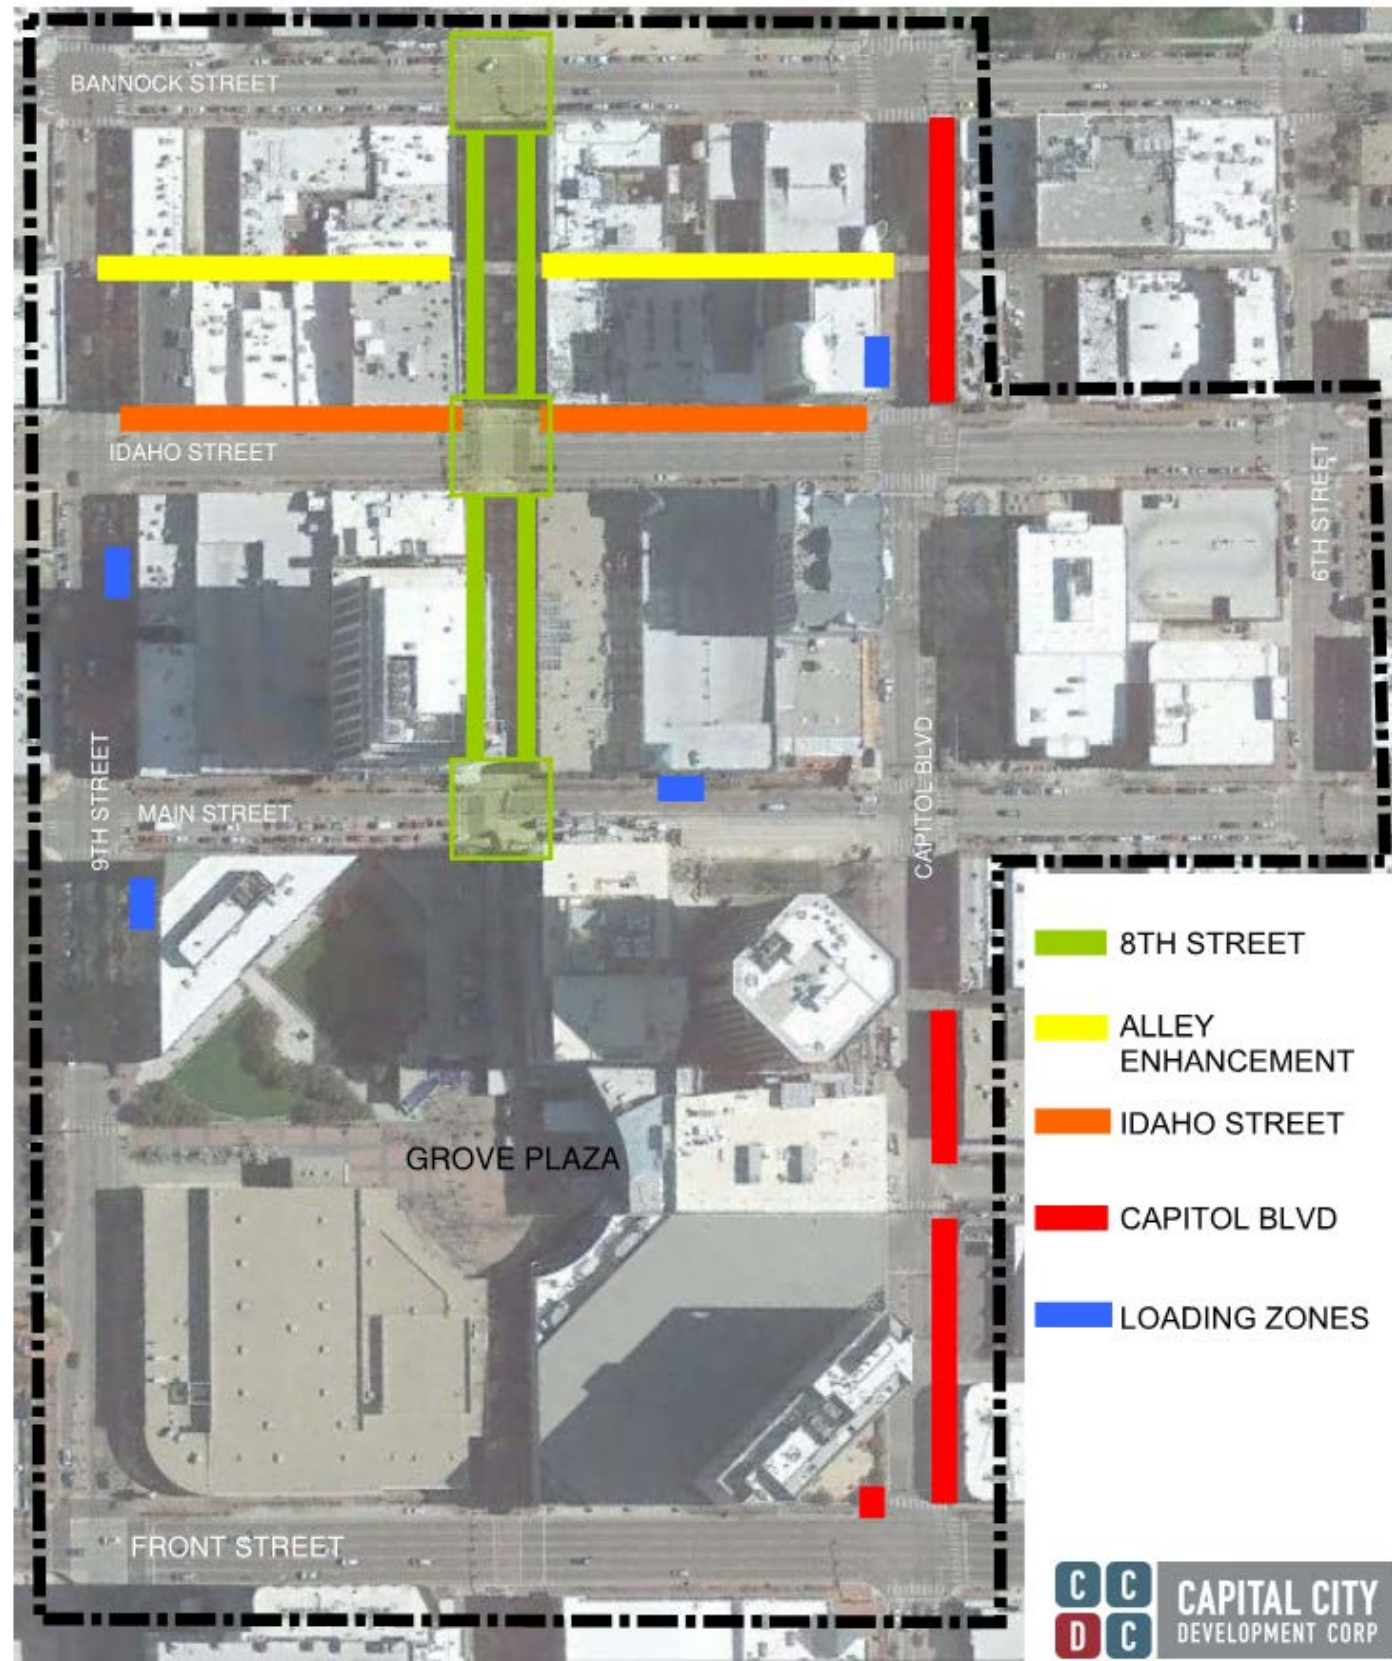 BANNOCK STREET
IDAHO STREET
6TH STREET
9TH STREET
CAPITOL BLVD
MAIN STREET
8TH STREET
ALLEY
ENHANCEMENT
IDAHO STREET
GROVE PLAZA
CAPITOL BLVD
LOADING ZONES
FRONT STREET
C C
D C
CAPITAL CITY
DEVELOPMENT CORP